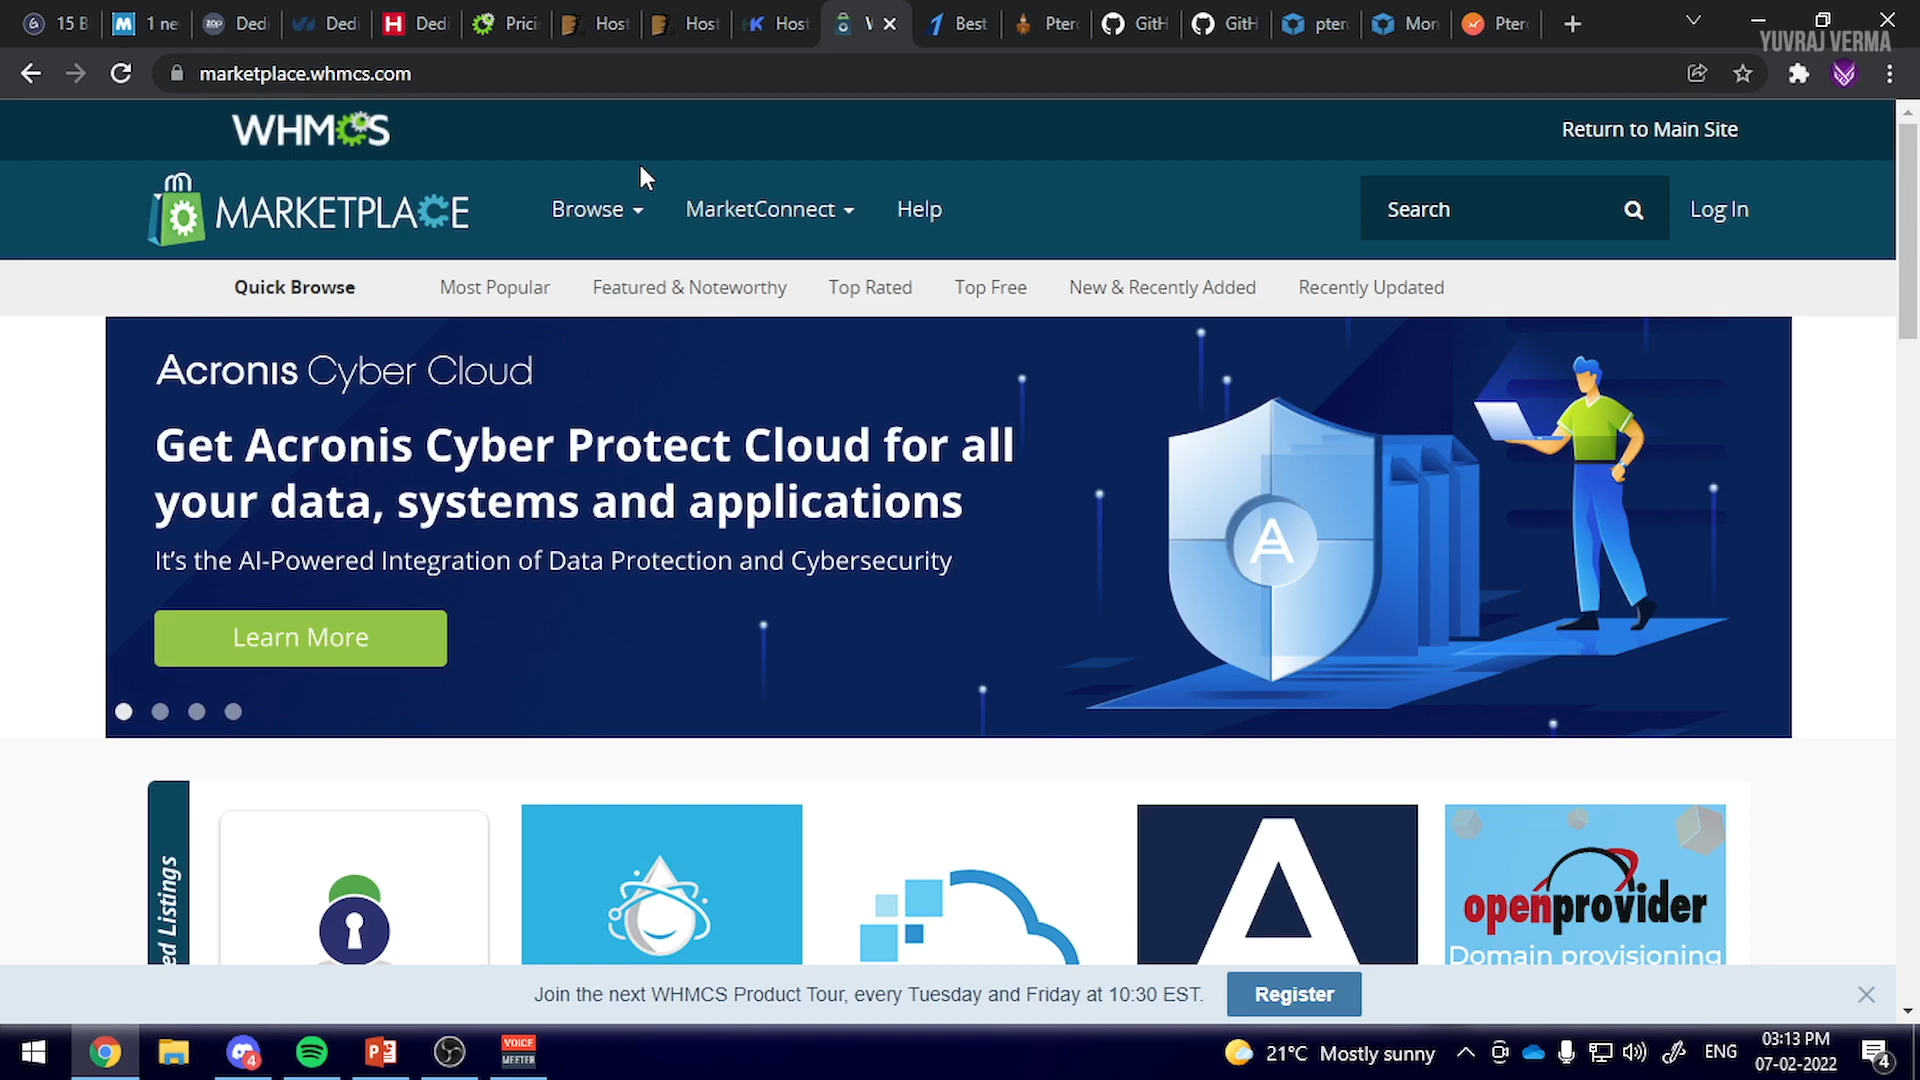 15 B
1 ne
ZAP
Dedi
Dedi
H
Dedi
Prici
Host
Host
Host
Best
Pter
GitH
GitH
pter
Mon
Pter
YUVRAJ VERMA
marketplace.whmcs.com
WHMCS
Return to Main Site
MARKETPLACE
Browse
MarketConnect
Help
Search
Log In
Quick Browse
Most Popular
Featured & Noteworthy
Top Rated
Top Free
New & Recently Added
Recently Updated
Acronis Cyber Cloud
Get Acronis Cyber Protect Cloud for all
your data, systems and applications
It's the AI-Powered Integration of Data Protection and Cybersecurity
Learn More
A
ed Listings
A
openprovider
Domain provisioning
Join the next WHMCS Product Tour, every Tuesday and Friday at 10:30 EST.
Register
4
VOICE
MEETER
21°C Mostly sunny
ENG
03:13 PM
07-02-2022
4